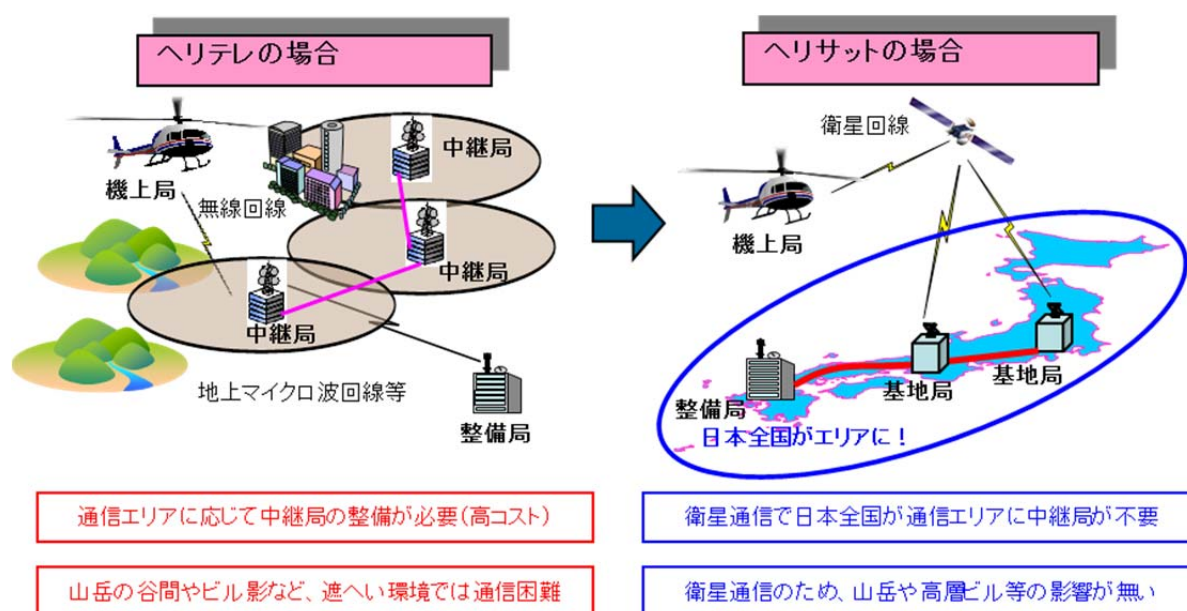 ヘリテレの場合
機上局
無線回線
中継局
中継局
中継局
地上マイクロ波回線等
整備局
通信エリアに応じて中継局の整備が必要(高コスト)
山岳の谷間やビル影など、遮へい環境では通信困難
ヘリサットの場合
衛星回線
機上局
基地局
基地局
整備局
日本全国がエリアに！
衛星通信で日本全国が通信エリアに中継局が不要
衛星通信のため、山岳や高層ビル等の影響が無い